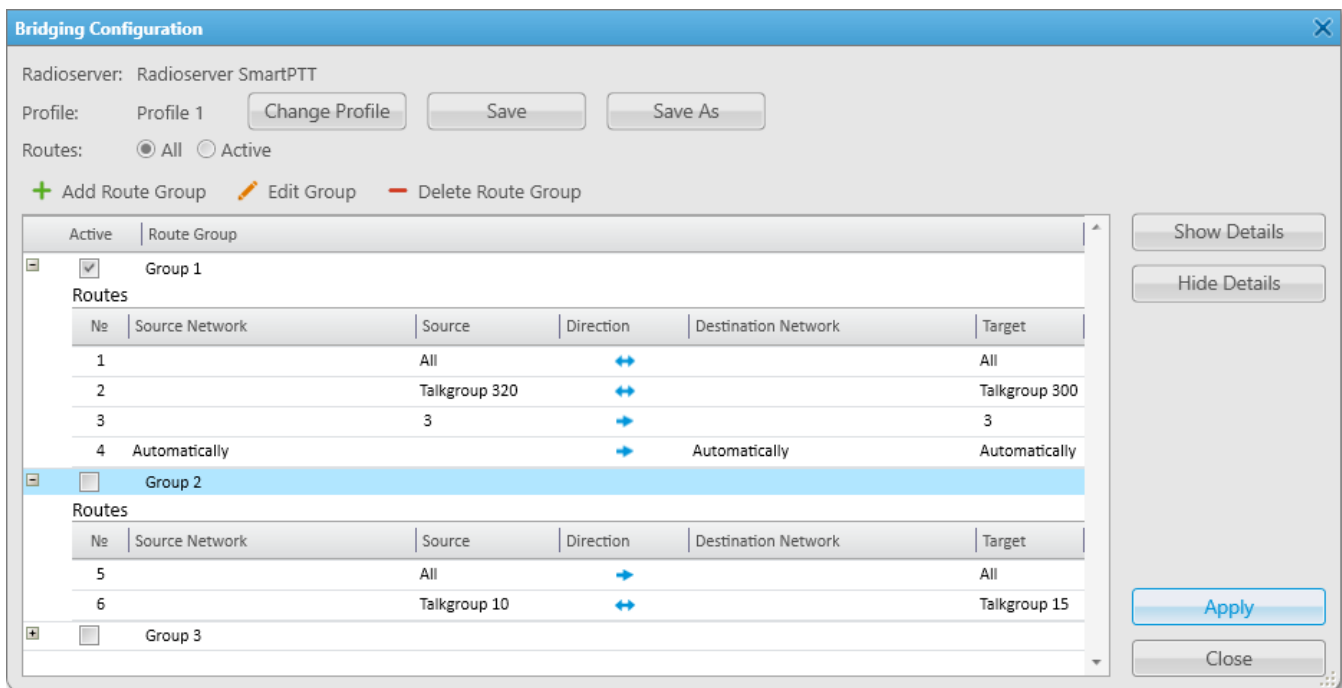 Bridging Configuration
Radioserver: Radioserver SmartPTT
Profile: Profile 1 Change Profile Save Save As
Routes: All Active
Add Route Group Edit Group Delete Route Group
Active Route Group Show Details
Group 1 Hide Details
Routes
№ Source Network Source Direction Destination Network Target
1 All All
2 Talkgroup 320 Talkgroup 300
3 3 3
4 Automatically Automatically Automatically
Group 2
Routes
№ Source Network Source Direction Destination Network Target
5 All All
6 Talkgroup 10 Talkgroup 15 Apply
Group 3
Close